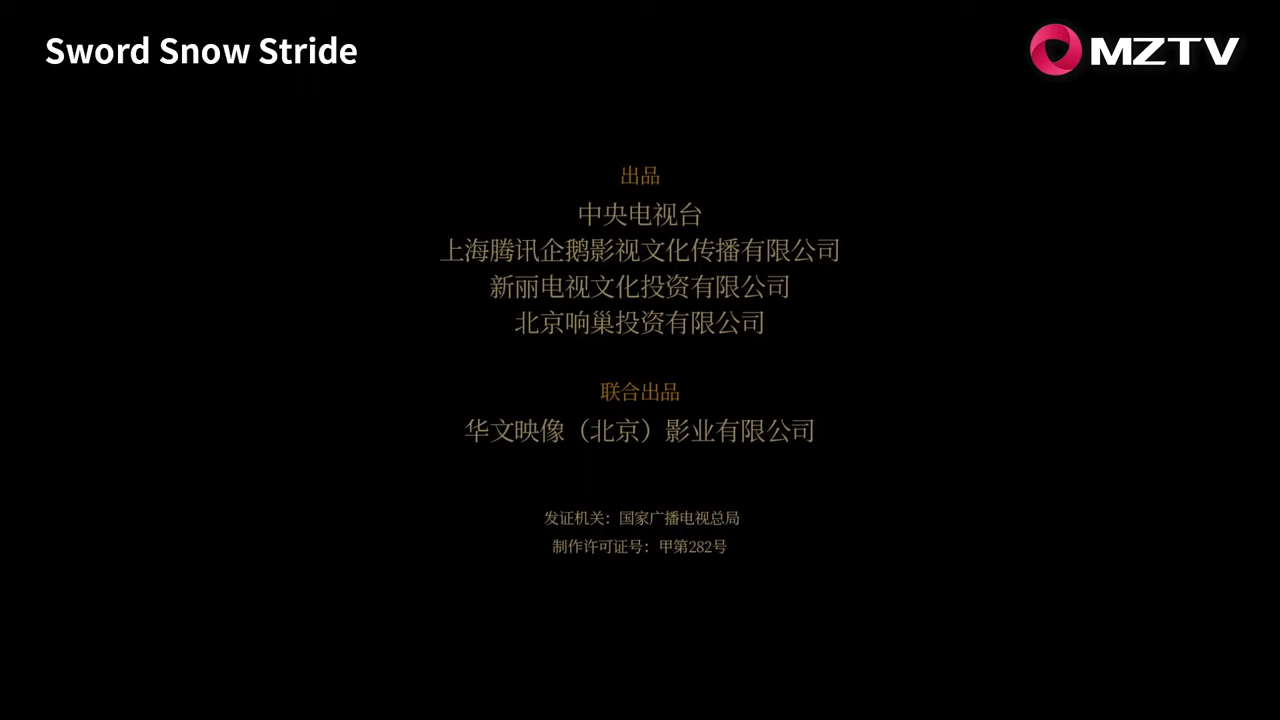 Sword Snow Stride
MZTV
出品
中央电视台
上海腾讯企鹅影视文化传播有限公司
新丽电视文化投资有限公司
北京响巢投资有限公司
联合出品
华文映像（北京）影业有限公司
发证机关：国家广播电视总局
制作许可证号：甲第282号